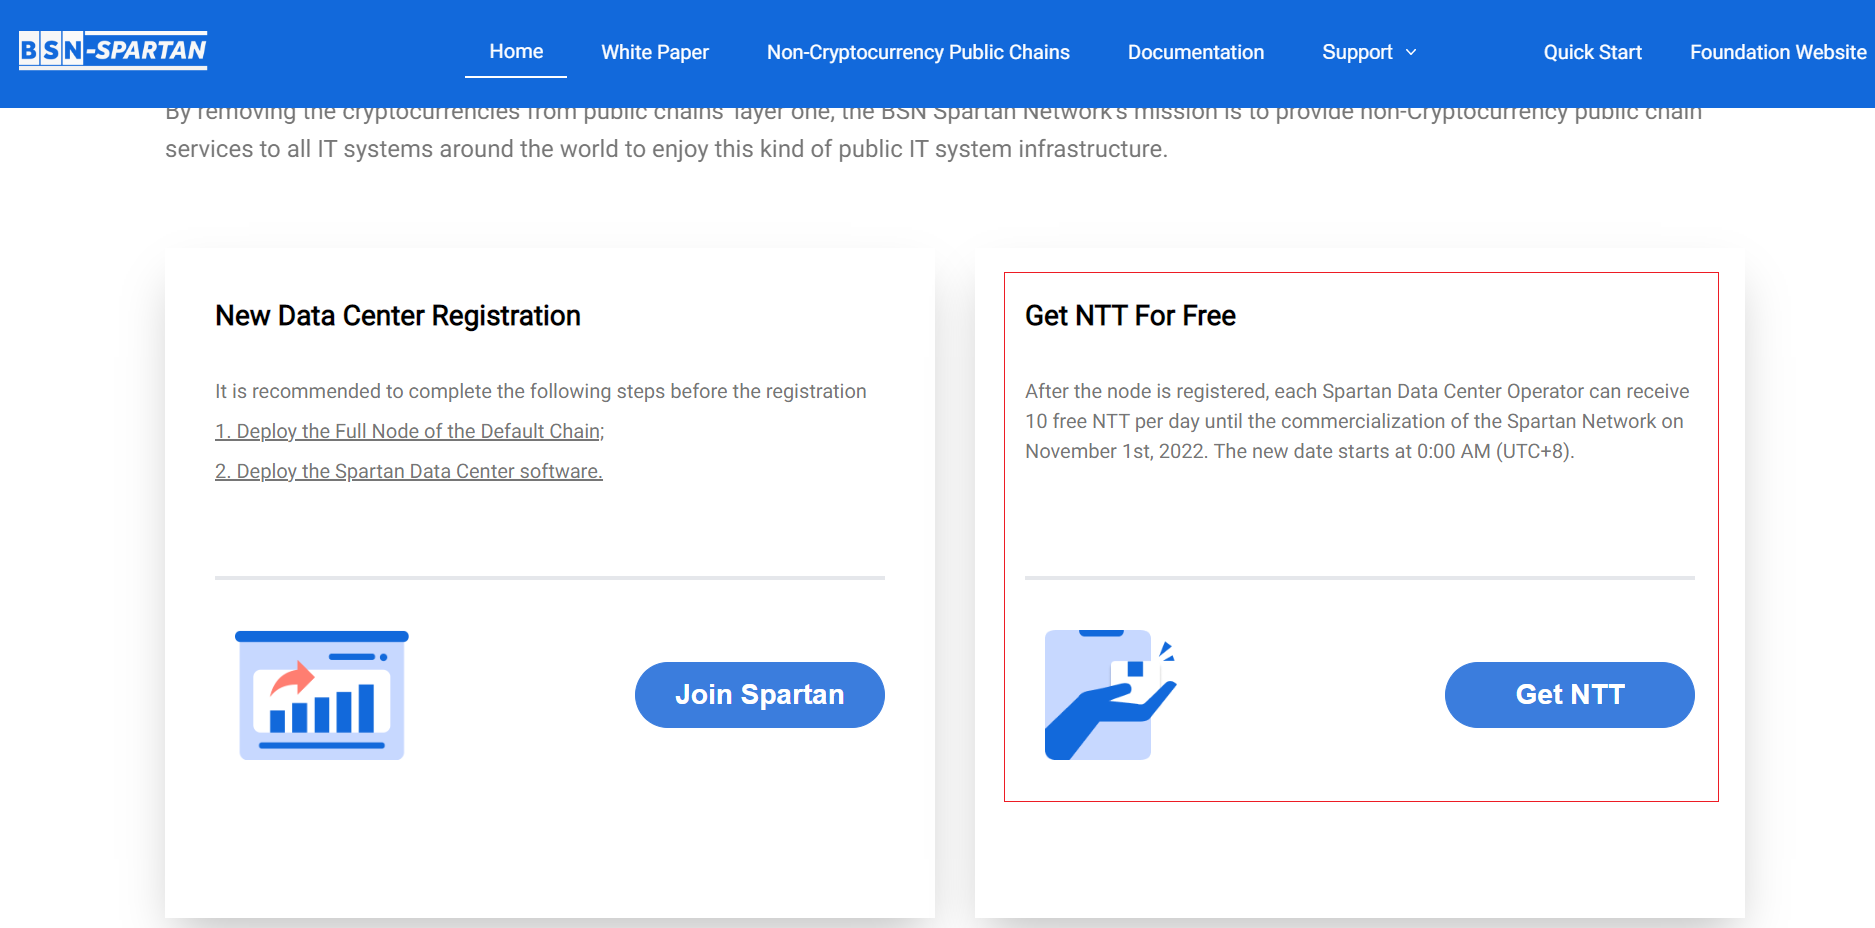 BSN-SPARTAN
Home
White Paper
Non-Cryptocurrency Public Chains
Documentation
Support
Quick Start
Foundation Website
By removing the cryptocurrencies from public chains' layer one, the BSN Spartan Network's mission is to provide non-Cryptocurrency public chain
services to all IT systems around the world to enjoy this kind of public IT system infrastructure.
New Data Center Registration
It is recommended to complete the following steps before the registration
1. Deploy the Full Node of the Default Chain;
2. Deploy the Spartan Data Center software.
Join Spartan
Get NTT For Free
After the node is registered, each Spartan Data Center Operator can receive
10 free NTT per day until the commercialization of the Spartan Network on
November 1st, 2022. The new date starts at 0:00 AM (UTC+8).
Get NTT